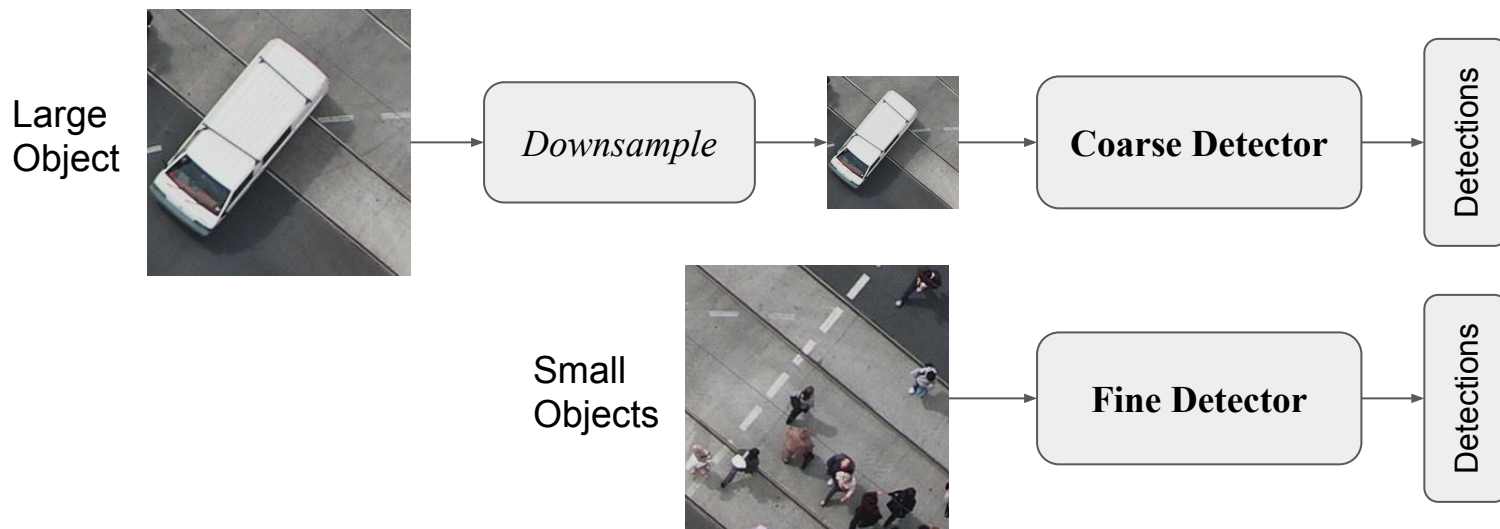 Large
Object
Downsample
Coarse Detector
Detections
Small
Objects
Fine Detector
Detections